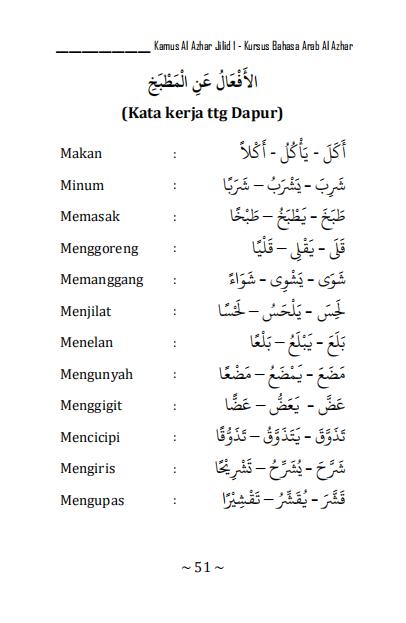 Kamus Al Azhar Jilid I - Kursus Bahasa Arab Al Azhar
الأَفْعَالُ عَنِ الْمَطْبَخِ
(Kata kerja ttg Dapur)
Makan : أَكَلَ - يَأْكُلُ - أَكْلاً
Minum : شَرِبَ – يَشْرَبُ – شَرَبًا
Memasak : طَبَخَ – يَطْبَخُ – طَبْخًا
Menggoreng : قَلَى – يَقْلِى – قَلْيًا
Memanggang : شَوَى – يَشْوِى – شَوَاءً
Menjilat : لَحِسَ – يَلْحَسُ – لَحْسًا
Menelan : بَلَعَ – يَبْلَعُ – بَلْعًا
Mengunyah : مَضَغَ – يَمْضَغُ – مَضْغًا
Menggigit : عَضَّ – يَعَضُّ – عَضًّا
Mencicipi : تَذَوَّقَ – يَتَذَوَّقُ – تَذَوُّقًا
Mengiris : شَرَّحَ – يُشَرِّحُ – تَشْرِيْحًا
Mengupas : قَشَّرَ – يُقَشِّرُ – تَقْشِيْرًا
~ 51 ~